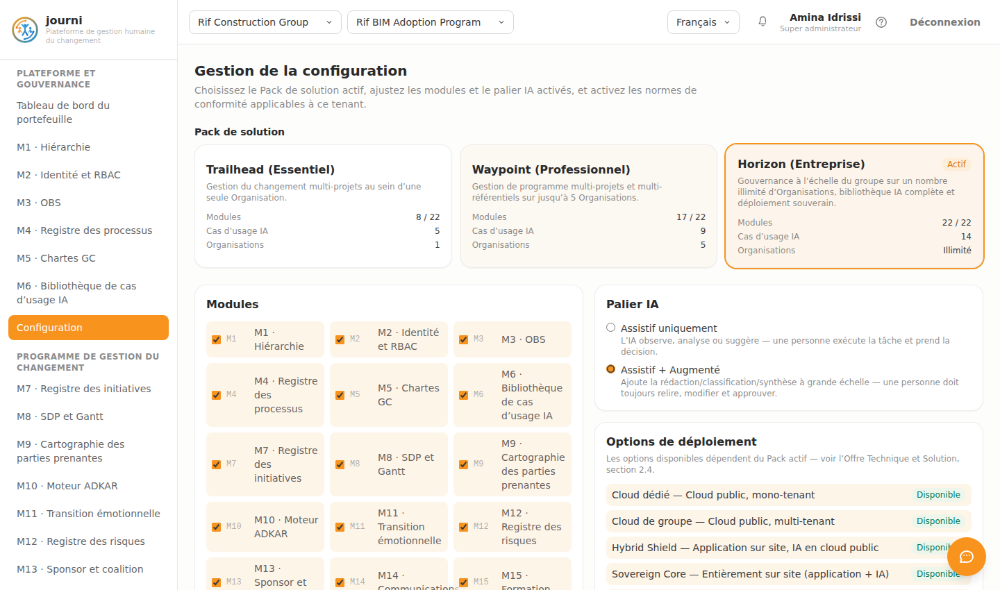 journi
Plateforme de gestion humaine
du changement
Rif Construction Group
Rif BIM Adoption Program
Français
Amina Idrissi
Super administrateur
Déconnexion
PLATEFORME ET
GOUVERNANCE
Tableau de bord du
portefeuille
M1 · Hiérarchie
M2 · Identité et RBAC
M3 · OBS
M4 · Registre des processus
M5 · Chartes GC
M6 · Bibliothèque de cas
d’usage IA
Configuration
PROGRAMME DE GESTION DU
CHANGEMENT
M7 · Registre des initiatives
M8 · SDP et Gantt
M9 · Cartographie des
parties prenantes
M10 · Moteur ADKAR
M11 · Transition émotionnelle
M12 · Registre des risques
M13 · Sponsor et coalition
Gestion de la configuration
Choisissez le Pack de solution actif, ajustez les modules et le palier IA activés, et activez les normes de
conformité applicables à ce tenant.
Pack de solution
Trailhead (Essentiel)
Gestion du changement multi-projets au sein d’une
seule Organisation.
Modules 8 / 22
Cas d’usage IA 5
Organisations 1
Waypoint (Professionnel)
Gestion de programme multi-projets et multi-
référentiels sur jusqu’à 5 Organisations.
Modules 17 / 22
Cas d’usage IA 9
Organisations 5
Horizon (Entreprise) Actif
Gouvernance à l’échelle du groupe sur un nombre
illimité d’Organisations, bibliothèque IA complète et
déploiement souverain.
Modules 22 / 22
Cas d’usage IA 14
Organisations Illimité
Modules
M1 M1 ·
Hiérarchie
M2 M2 · Identité
et RBAC
M3 M3 · OBS
M4 M4 · Registre
des
processus
M5 M5 · Chartes
GC
M6 M6 ·
Bibliothèque
de cas
d’usage IA
M7 M7 · Registre
des
initiatives
M8 M8 · SDP et
Gantt
M9 M9 ·
Cartographie
des parties
prenantes
M10 M10 · Moteur
ADKAR
M11 M11 ·
Transition
émotionnelle
M12 M12 ·
Registre des
risques
M13 M13 ·
Sponsor et
M14 M14 ·
Communications
M15 M15 ·
Formation
Palier IA
Assistif uniquement
L’IA observe, analyse ou suggère — une personne exécute la tâche et prend la
décision.
Assistif + Augmenté
Ajoute la rédaction/classification/synthèse à grande échelle — une personne doit
toujours relire, modifier et approuver.
Options de déploiement
Les options disponibles dépendent du Pack actif — voir l’Offre Technique et Solution,
section 2.4.
Cloud dédié — Cloud public, mono-tenant Disponible
Cloud de groupe — Cloud public, multi-tenant Disponible
Hybrid Shield — Application sur site, IA en cloud public Disponible
Sovereign Core — Entièrement sur site (application + IA) Disponible